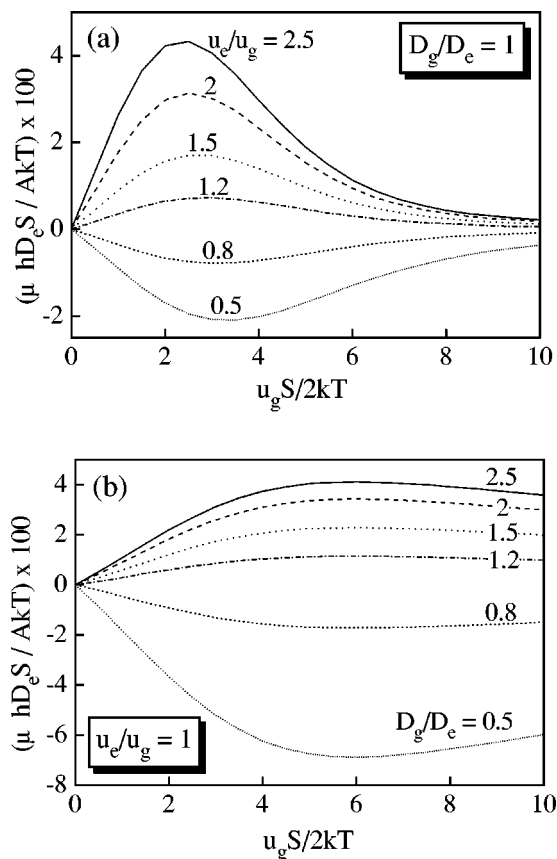 (a)
u_e/u_g = 2.5
D_g/D_e = 1
2
1.5
1.2
0.8
0.5
4
2
0
-2
(μ hD_eS / AkT) x 100
0 2 4 6 8 10
u_gS/2kT
(b)
2.5
2
1.5
1.2
0.8
D_g/D_e = 0.5
u_e/u_g = 1
4
2
0
-2
-4
-6
-8
(μ hD_eS / AkT) x 100
0 2 4 6 8 10
u_gS/2kT